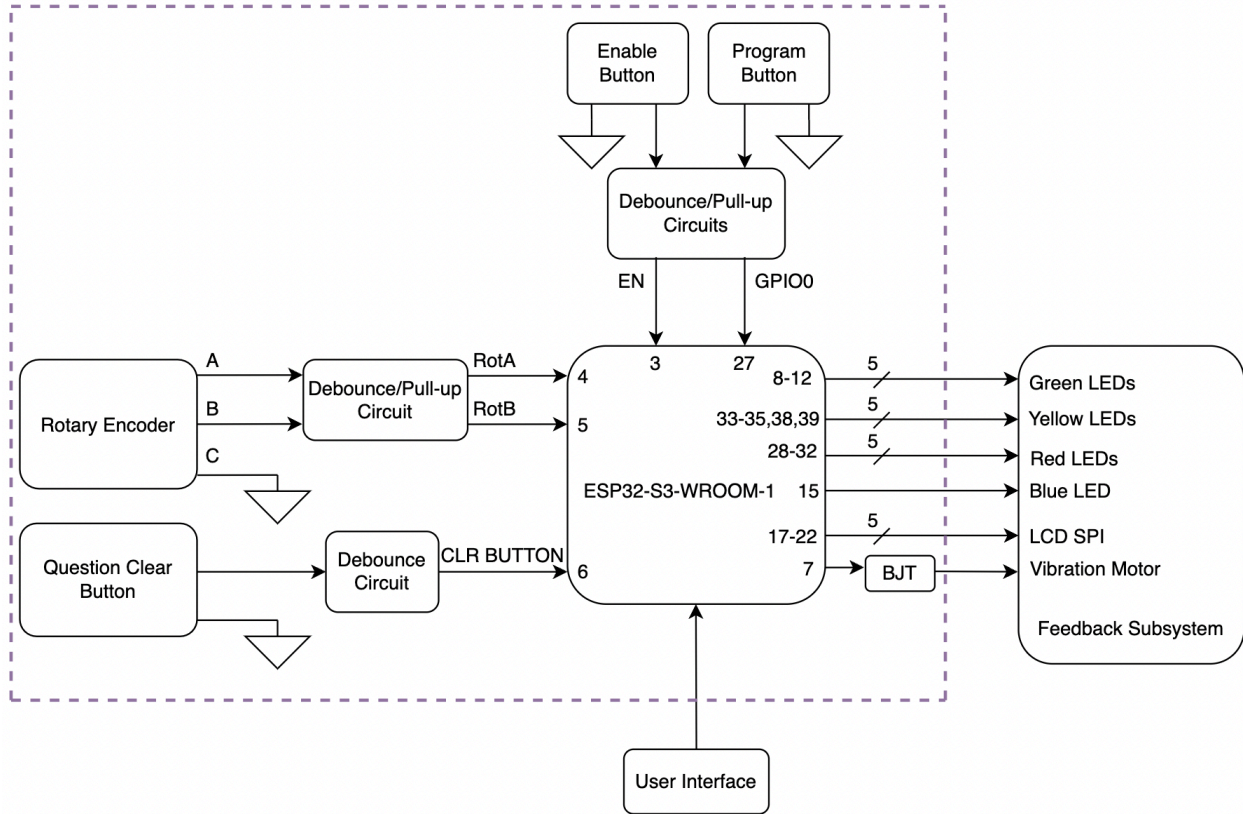 Enable
Button
Program
Button
Debounce/Pull-up
Circuits
EN
GPIO0
Rotary Encoder
A
B
C
Debounce/Pull-up
Circuit
RotA
RotB
4
5
3
27
8-12
5
Green LEDs
33-35,38,39
5
Yellow LEDs
28-32
5
Red LEDs
ESP32-S3-WROOM-1
15
Blue LED
17-22
5
LCD SPI
7
BJT
Vibration Motor
Feedback Subsystem
Question Clear
Button
Debounce
Circuit
CLR BUTTON
6
User Interface